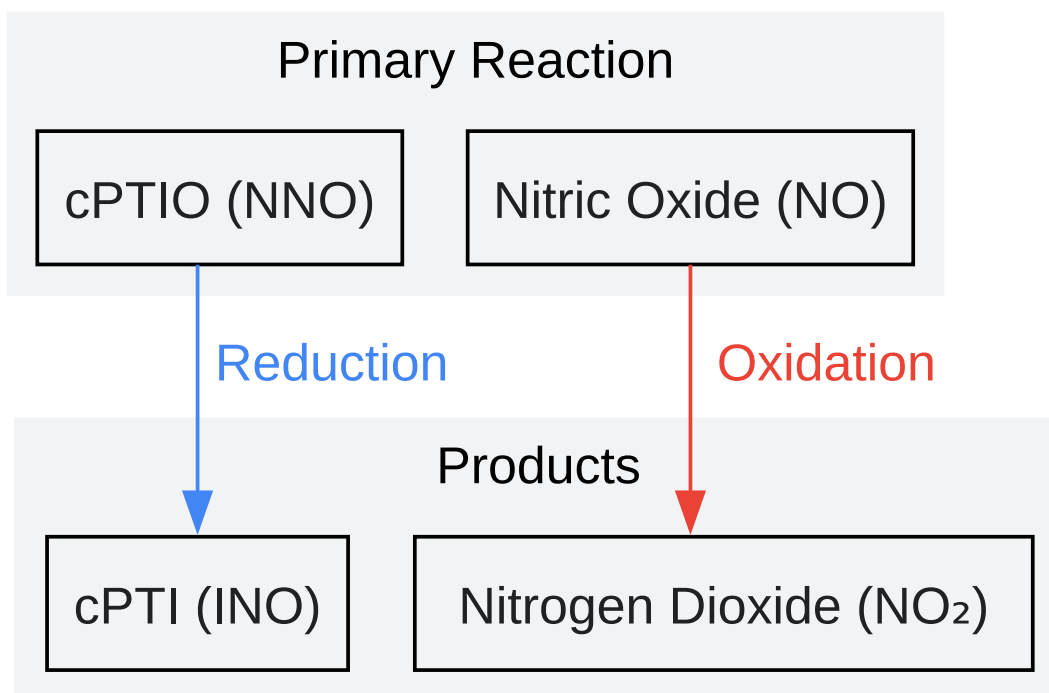 Primary Reaction
cPTIO (NNO)
Nitric Oxide (NO)
Reduction
Oxidation
Products
cPTI (INO)
Nitrogen Dioxide (NO₂)